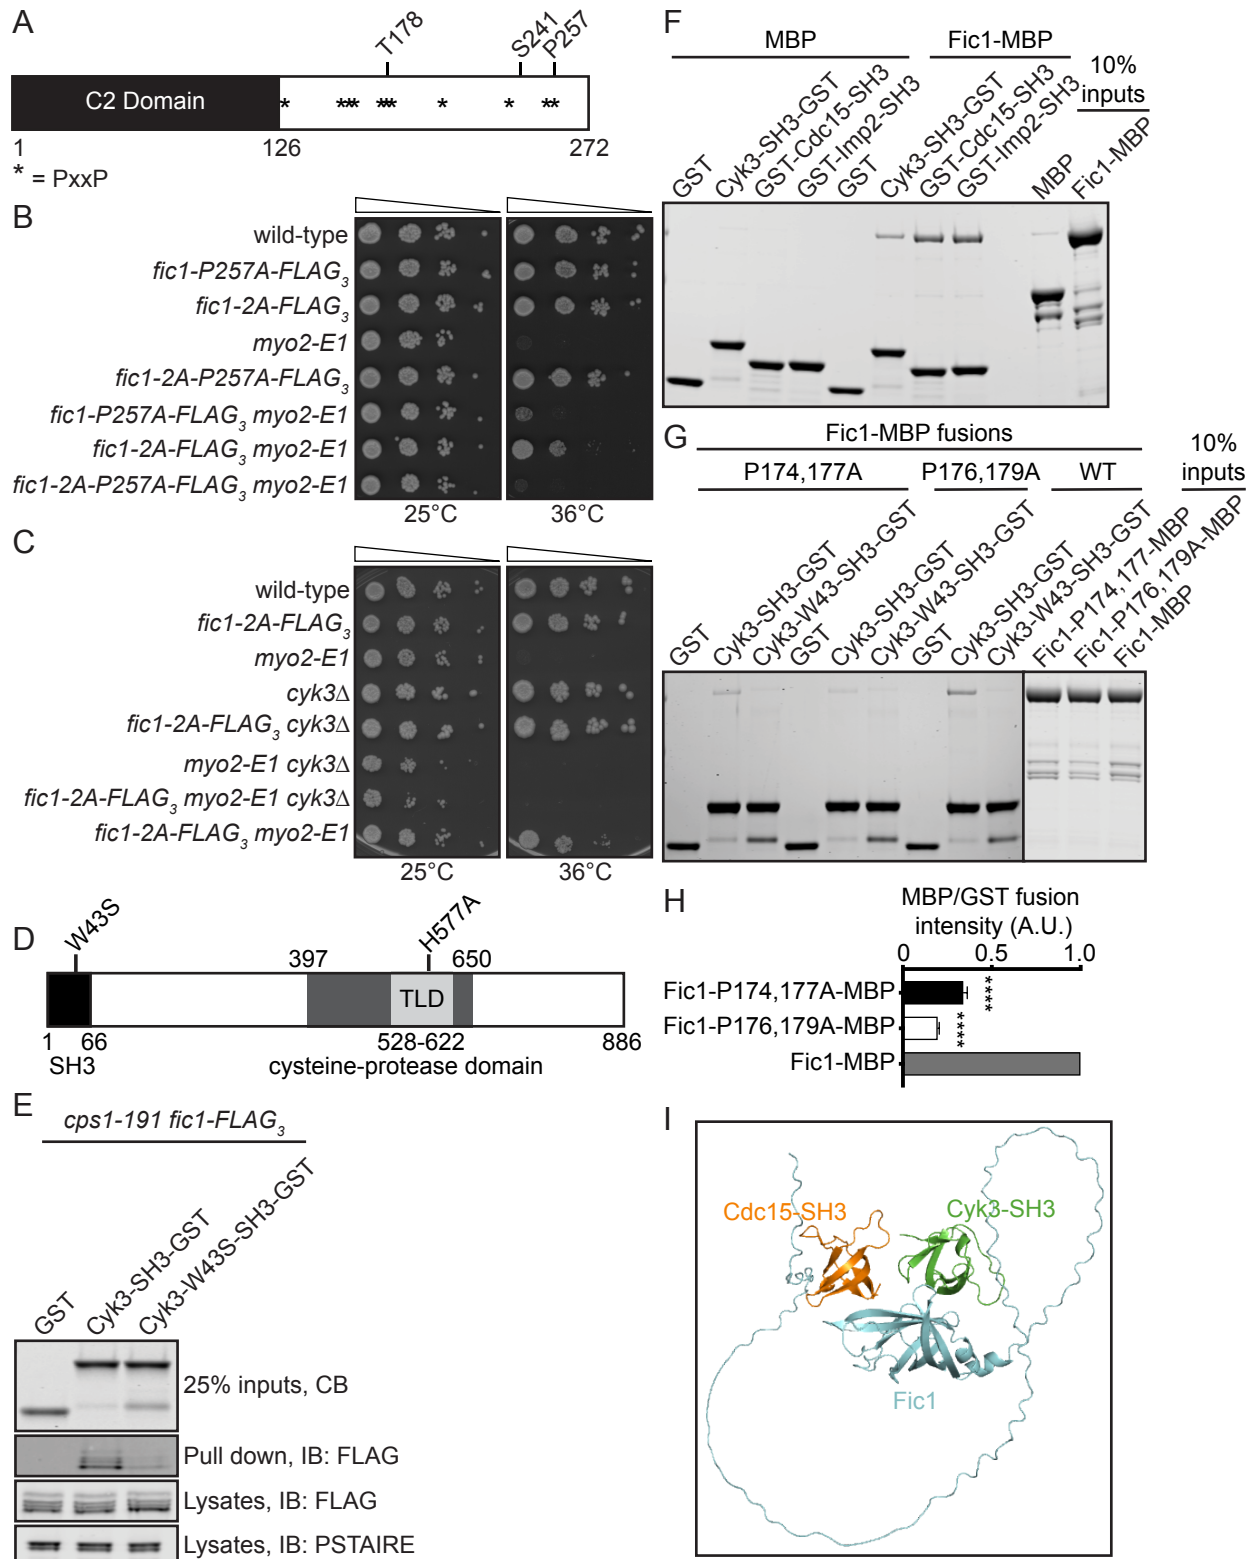 A
T178
S241
P257
C2 Domain
* ** *** * * **
1 126 272
* = PxxP
B
wild-type
fic1-P257A-FLAG3
fic1-2A-FLAG3
myo2-E1
fic1-2A-P257A-FLAG3
fic1-P257A-FLAG3 myo2-E1
fic1-2A-FLAG3 myo2-E1
fic1-2A-P257A-FLAG3 myo2-E1
25°C 36°C
C
wild-type
fic1-2A-FLAG3
myo2-E1
cyk3Δ
fic1-2A-FLAG3 cyk3Δ
myo2-E1 cyk3Δ
fic1-2A-FLAG3 myo2-E1 cyk3Δ
fic1-2A-FLAG3 myo2-E1
25°C 36°C
D
W43S
H577A
397 650
TLD
1 66 528-622 886
SH3 cysteine-protease domain
E
cps1-191 fic1-FLAG3
GST
Cyk3-SH3-GST
Cyk3-W43S-SH3-GST
25% inputs, CB
Pull down, IB: FLAG
Lysates, IB: FLAG
Lysates, IB: PSTAIRE
F
MBP Fic1-MBP
10%
inputs
GST
Cyk3-SH3-GST
GST-Cdc15-SH3
GST-Imp2-SH3
GST
Cyk3-SH3-GST
GST-Cdc15-SH3
GST-Imp2-SH3
MBP
Fic1-MBP
G
Fic1-MBP fusions
10%
inputs
P174,177A P176,179A WT
GST
Cyk3-SH3-GST
Cyk3-W43-SH3-GST
GST
Cyk3-SH3-GST
Cyk3-W43-SH3-GST
GST
Cyk3-SH3-GST
Cyk3-W43-SH3-GST
Fic1-P174,177-MBP
Fic1-P176,179A-MBP
Fic1-MBP
H
MBP/GST fusion
intensity (A.U.)
0 0.5 1.0
Fic1-P174,177A-MBP ****
Fic1-P176,179A-MBP ****
Fic1-MBP
I
Cdc15-SH3
Cyk3-SH3
Fic1